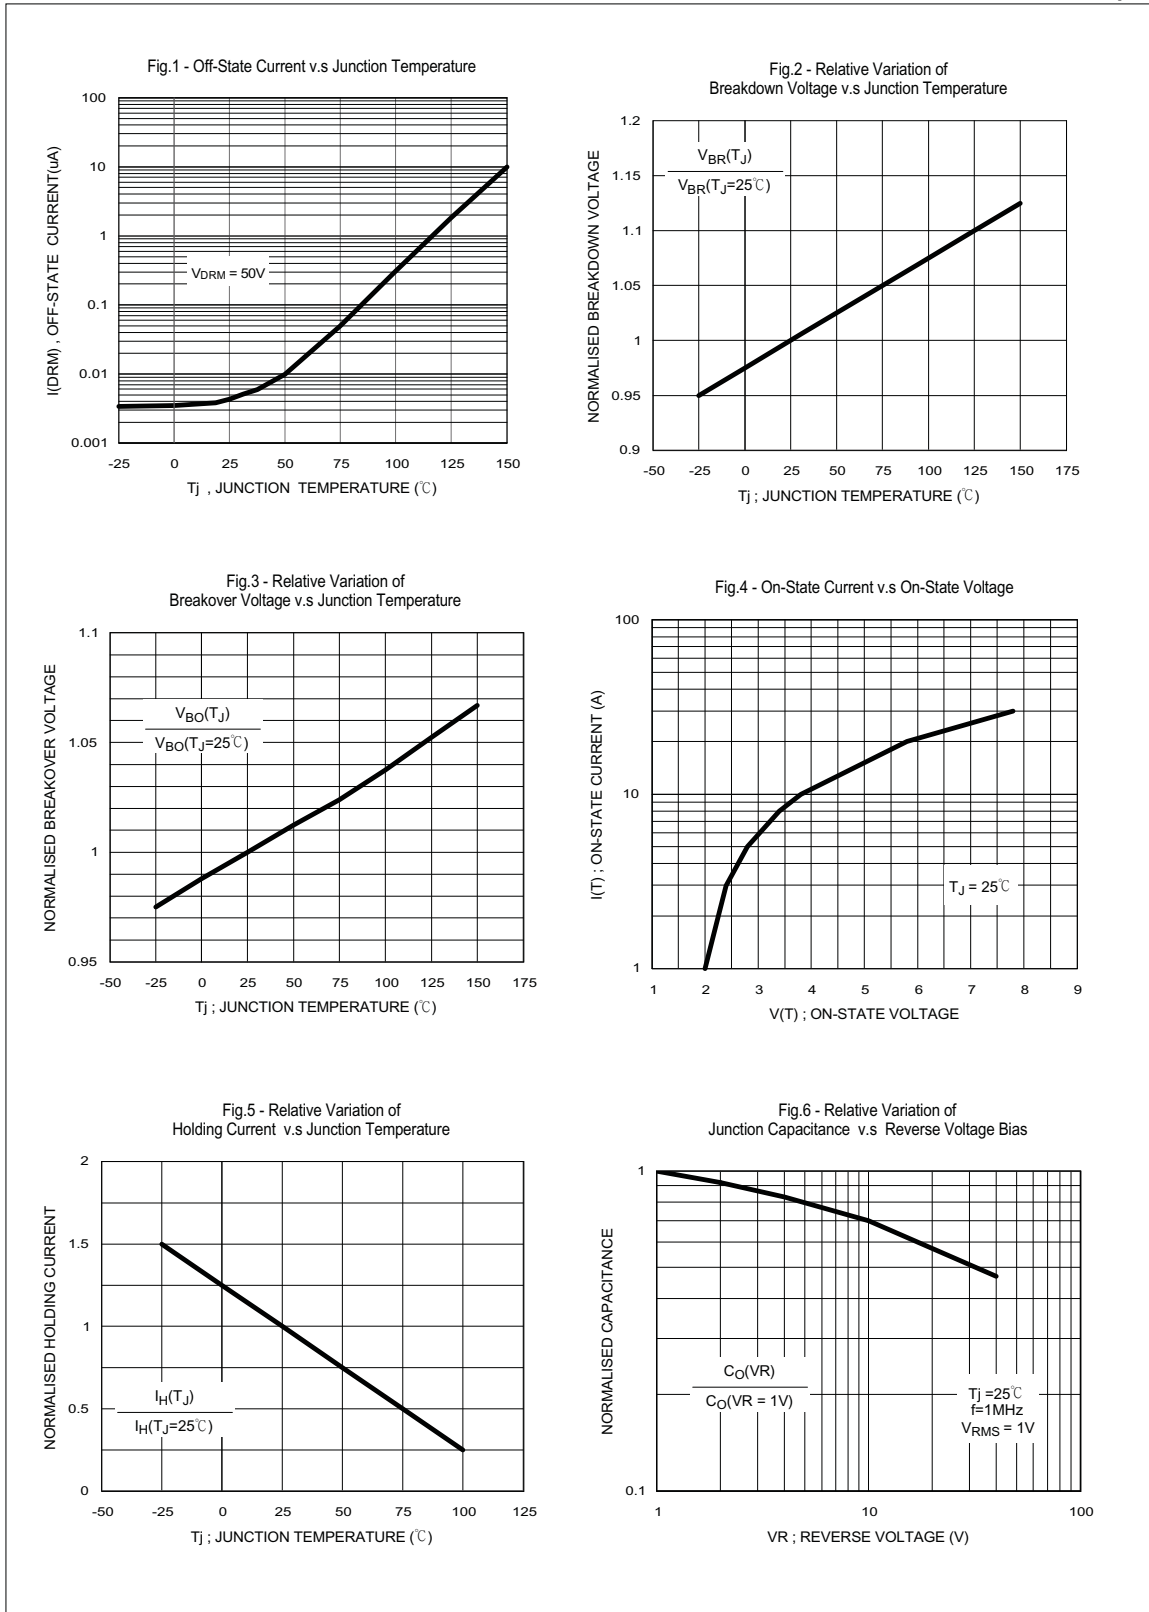 Fig.1 - Off-State Current v.s Junction Temperature
100
10
1
0.1
0.01
0.001
I(DRM) , OFF-STATE CURRENT(uA)
VDRM = 50V
-25 0 25 50 75 100 125 150
Tj , JUNCTION TEMPERATURE (℃)
Fig.2 - Relative Variation of
Breakdown Voltage v.s Junction Temperature
1.2
1.15
1.1
1.05
1
0.95
0.9
NORMALISED BREAKDOWN VOLTAGE
VBR(TJ)
VBR(TJ=25℃)
-50 -25 0 25 50 75 100 125 150 175
Tj ; JUNCTION TEMPERATURE (℃)
Fig.3 - Relative Variation of
Breakover Voltage v.s Junction Temperature
1.1
1.05
1
0.95
NORMALISED BREAKOVER VOLTAGE
VBO(TJ)
VBO(TJ=25℃)
-50 -25 0 25 50 75 100 125 150 175
Tj ; JUNCTION TEMPERATURE (℃)
Fig.4 - On-State Current v.s On-State Voltage
100
10
1
I(T) ; ON-STATE CURRENT (A)
TJ = 25℃
1 2 3 4 5 6 7 8 9
V(T) ; ON-STATE VOLTAGE
Fig.5 - Relative Variation of
Holding Current v.s Junction Temperature
2
1.5
1
0.5
0
NORMALISED HOLDING CURRENT
IH(TJ)
IH(TJ=25℃)
-50 -25 0 25 50 75 100 125
Tj ; JUNCTION TEMPERATURE (℃)
Fig.6 - Relative Variation of
Junction Capacitance v.s Reverse Voltage Bias
1
0.1
NORMALISED CAPACITANCE
CO(VR)
CO(VR = 1V)
Tj =25℃
f=1MHz
VRMS = 1V
1 10 100
VR ; REVERSE VOLTAGE (V)